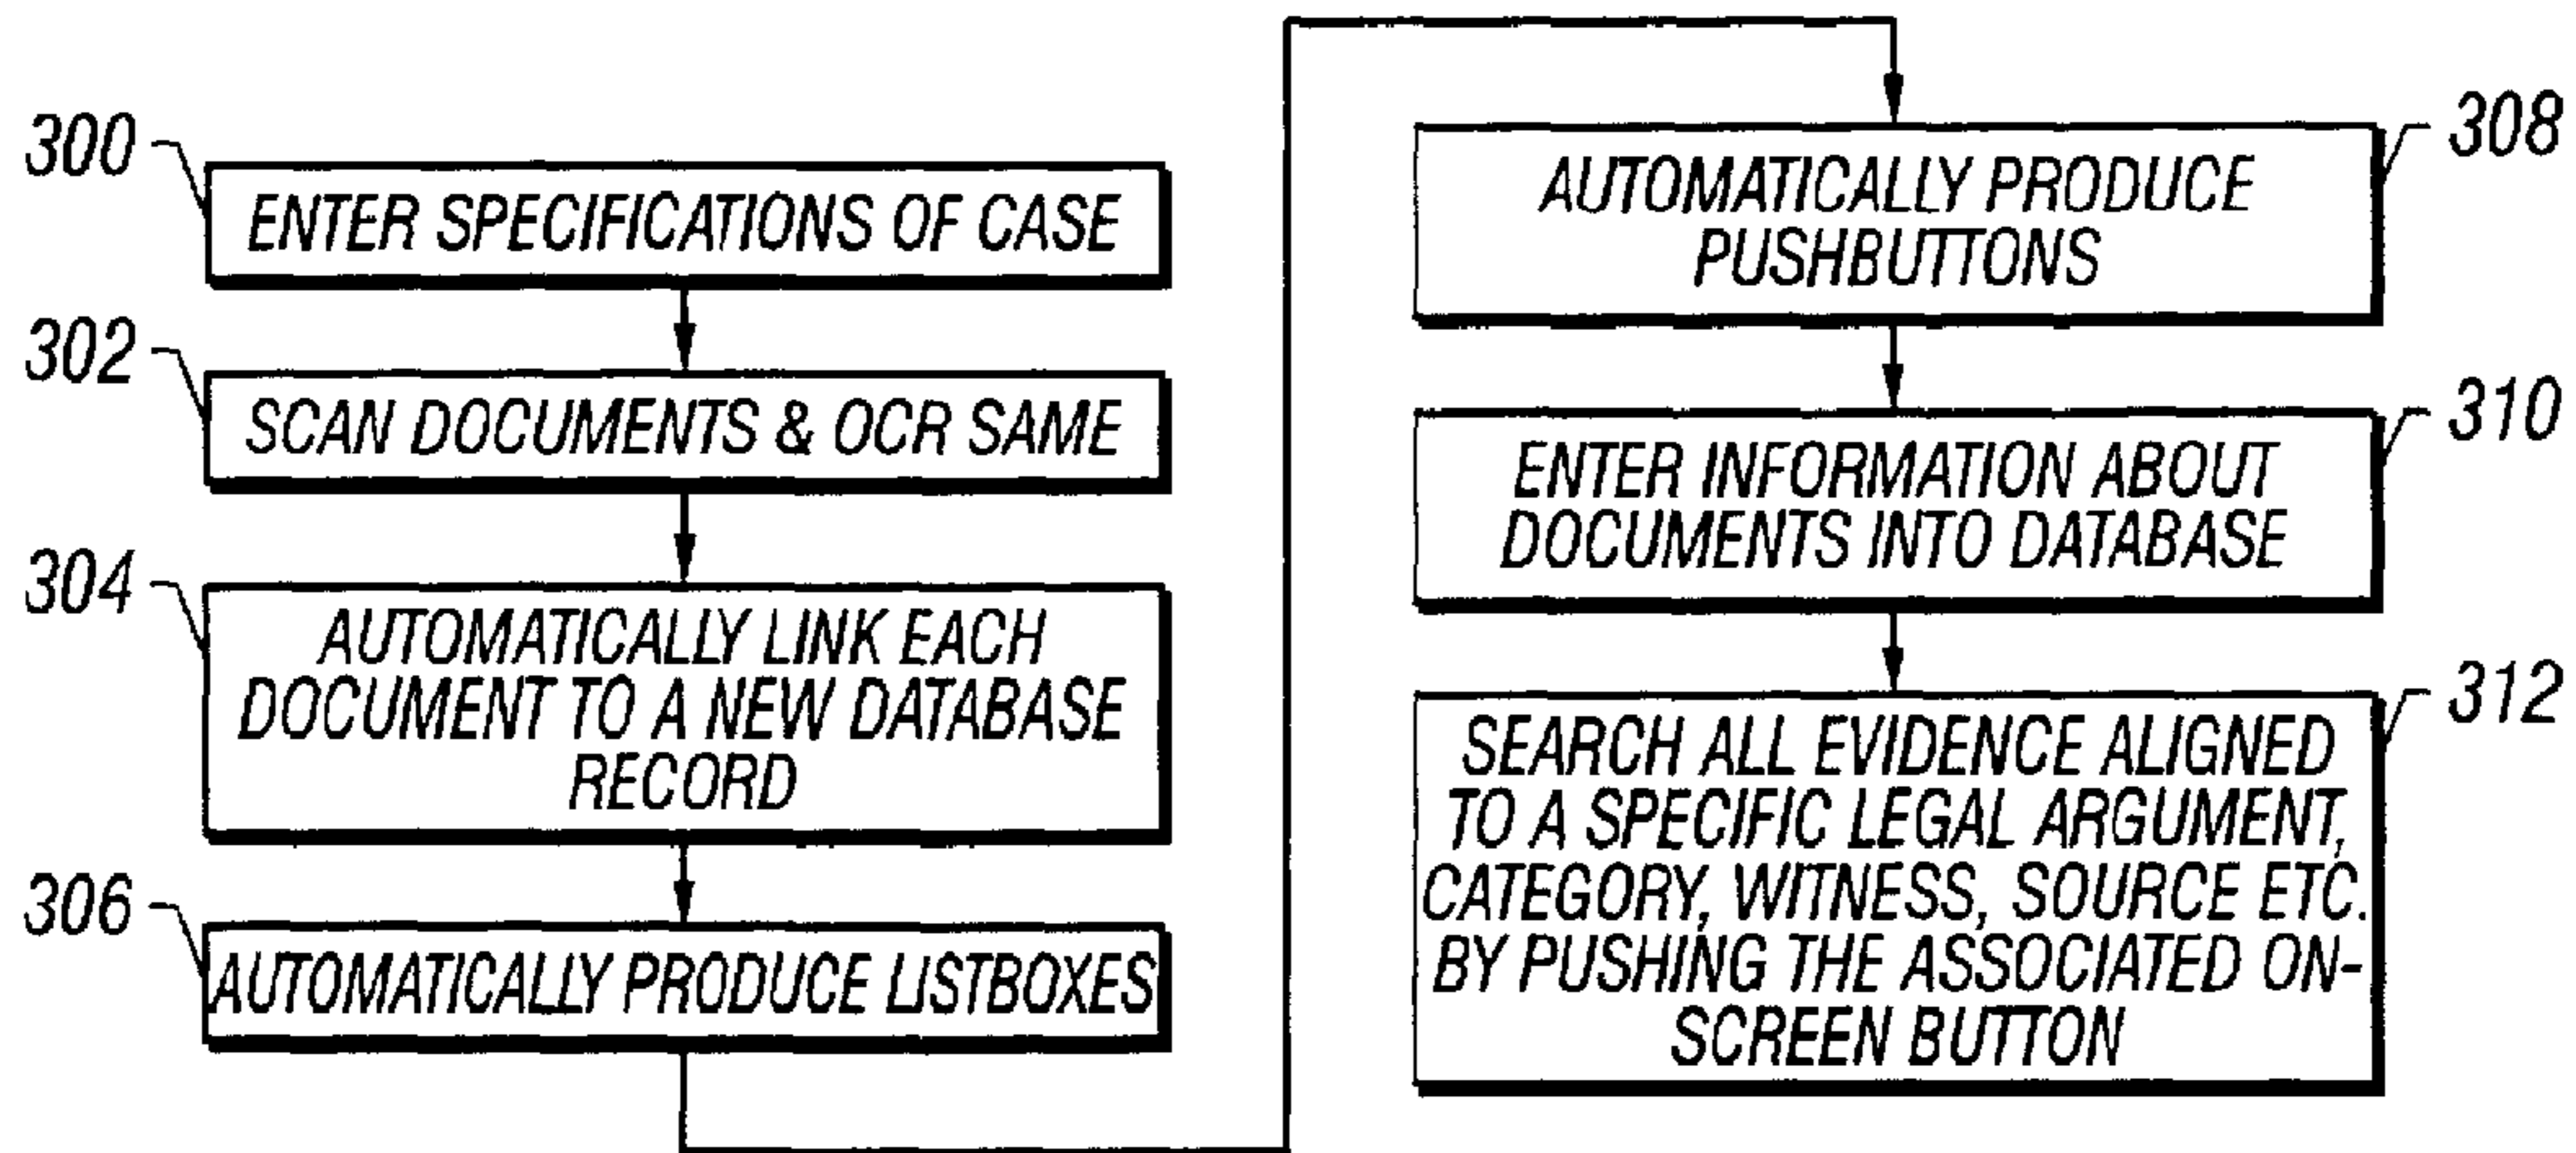 300
ENTER SPECIFICATIONS OF CASE
302
SCAN DOCUMENTS & OCR SAME
304
AUTOMATICALLY LINK EACH
DOCUMENT TO A NEW DATABASE
RECORD
306
AUTOMATICALLY PRODUCE LISTBOXES
308
AUTOMATICALLY PRODUCE
PUSHBUTTONS
310
ENTER INFORMATION ABOUT
DOCUMENTS INTO DATABASE
312
SEARCH ALL EVIDENCE ALIGNED
TO A SPECIFIC LEGAL ARGUMENT,
CATEGORY, WITNESS, SOURCE ETC.
BY PUSHING THE ASSOCIATED ON-
SCREEN BUTTON